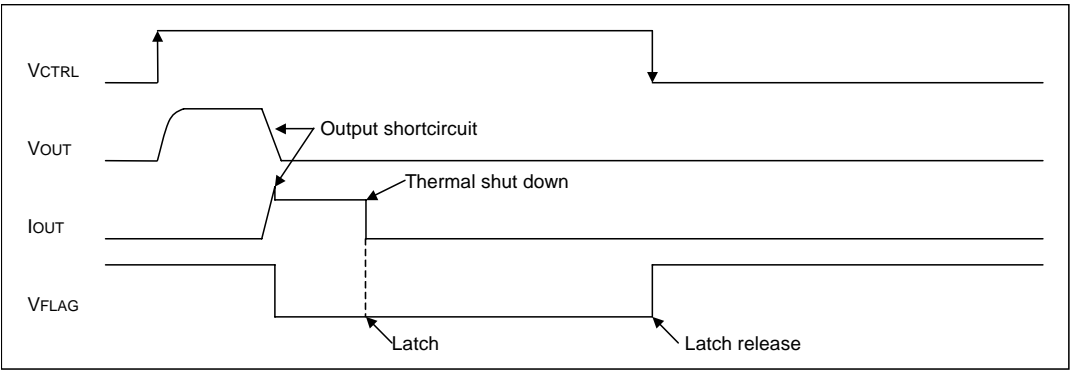 VCTRL
Output shortcircuit
VOUT
Thermal shut down
IOUT
VFLAG
Latch
Latch release